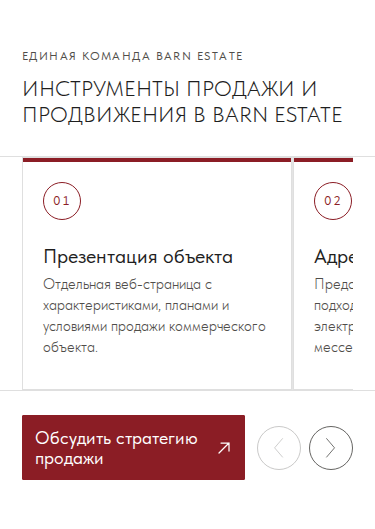 ЕДИНАЯ КОМАНДА BARN ESTATE
ИНСТРУМЕНТЫ ПРОДАЖИ И
ПРОДВИЖЕНИЯ В BARN ESTATE
01
02
Презентация объекта
Отдельная веб-страница с
характеристиками, планами и
условиями продажи коммерческого
объекта.
Обсудить стратегию
продажи